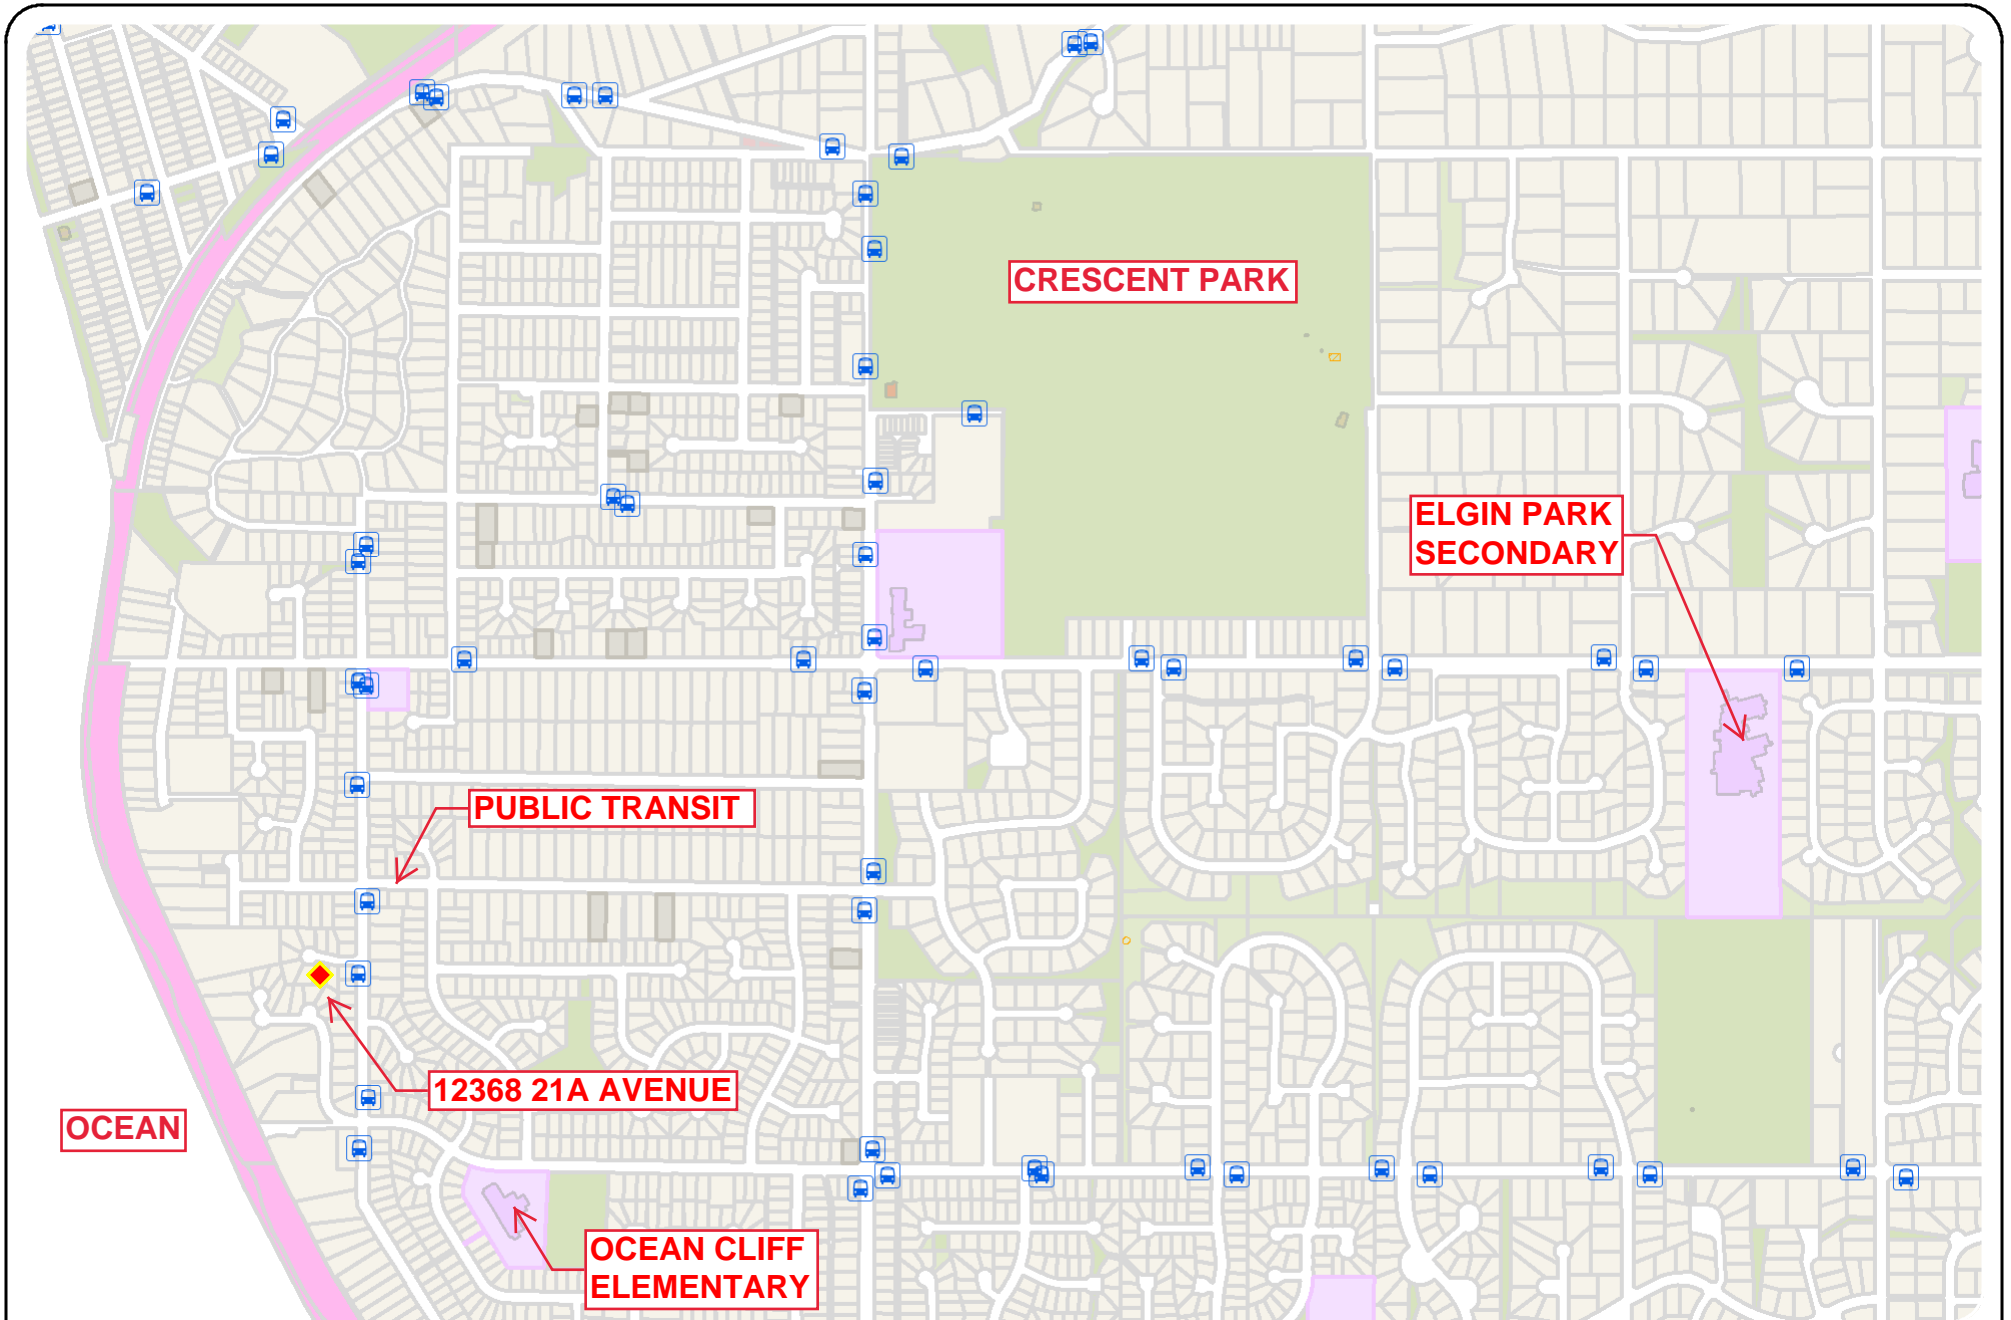 CRESCENT PARK
ELGIN PARK
SECONDARY
PUBLIC TRANSIT
12368 21A AVENUE
OCEAN
OCEAN CLIFF
ELEMENTARY